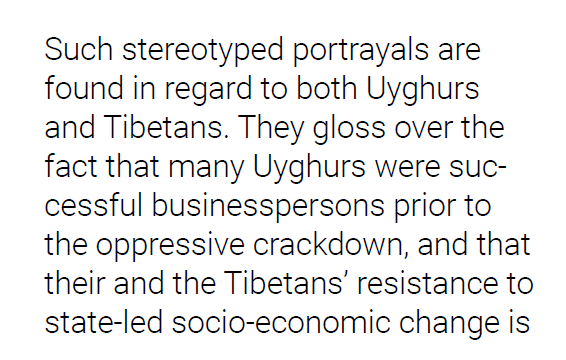 Such stereotyped portrayals are
found in regard to both Uyghurs
and Tibetans. They gloss over the
fact that many Uyghurs were suc-
cessful businesspersons prior to
the oppressive crackdown, and that
their and the Tibetans’ resistance to
state-led socio-economic change is